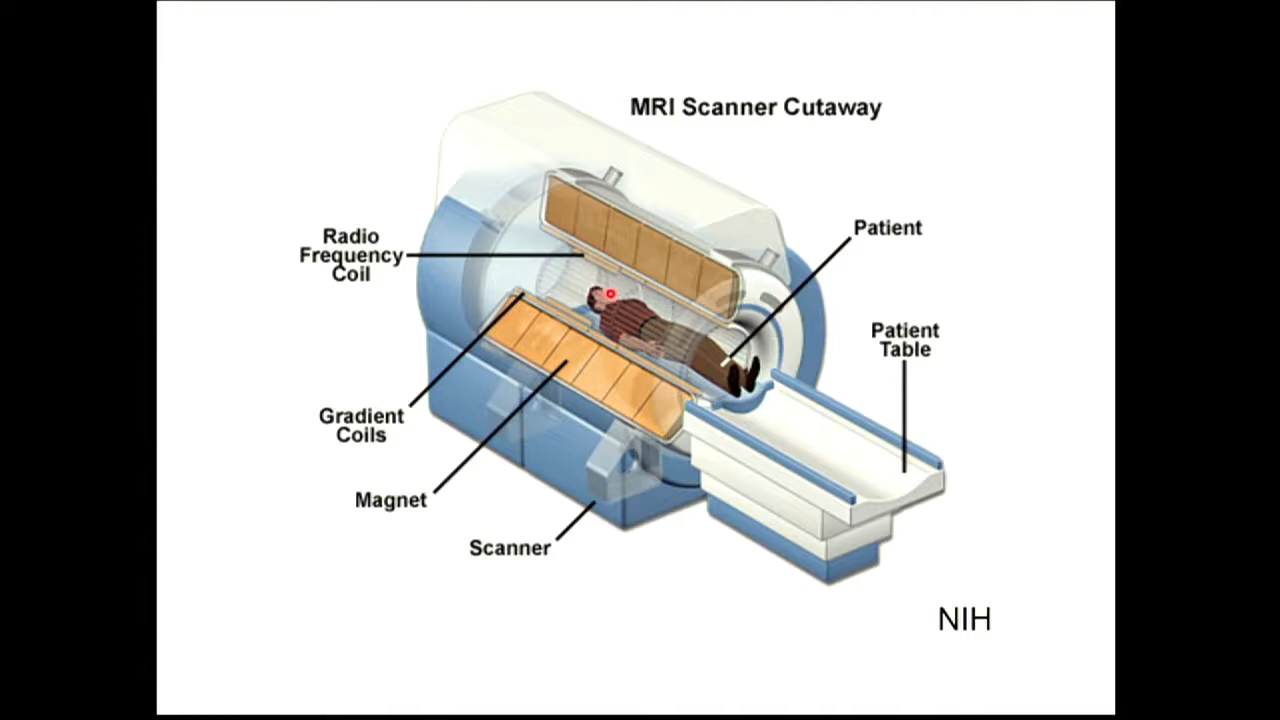 MRI Scanner Cutaway
Patient
Radio
Frequency
Coil
Patient
Table
Gradient
Coils
Magnet
Scanner
NIH